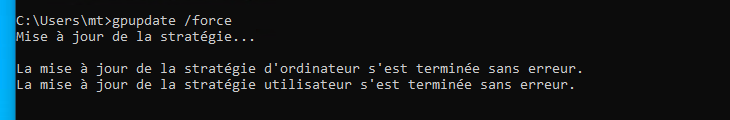 C:\Users\mt>gpupdate /force
Mise à jour de la stratégie...
La mise à jour de la stratégie d'ordinateur s'est terminée sans erreur.
La mise à jour de la stratégie utilisateur s'est terminée sans erreur.